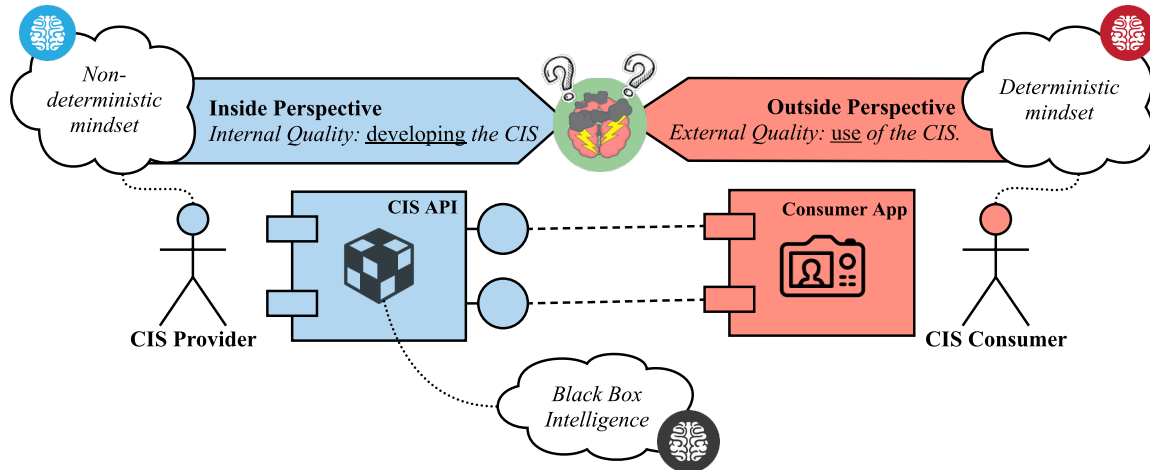 Non-
deterministic
mindset
Inside Perspective
Internal Quality: developing the CIS
? ?
Outside Perspective
External Quality: use of the CIS.
Deterministic
mindset
CIS API
Consumer App
CIS Provider
CIS Consumer
Black Box
Intelligence